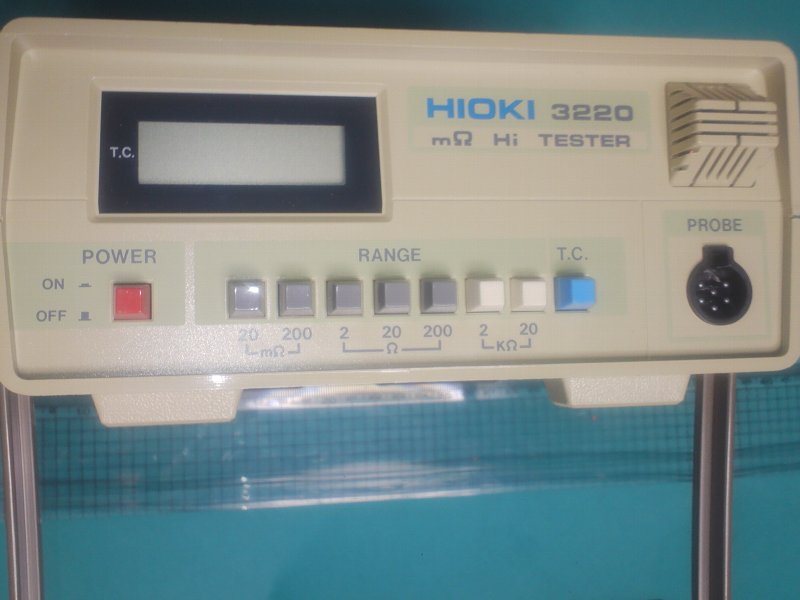 HIOKI 3220
mΩ Hi TESTER
T.C.
PROBE
POWER
RANGE
T.C.
ON
OFF
20 200 2 20 200 2 20
mΩ Ω KΩ